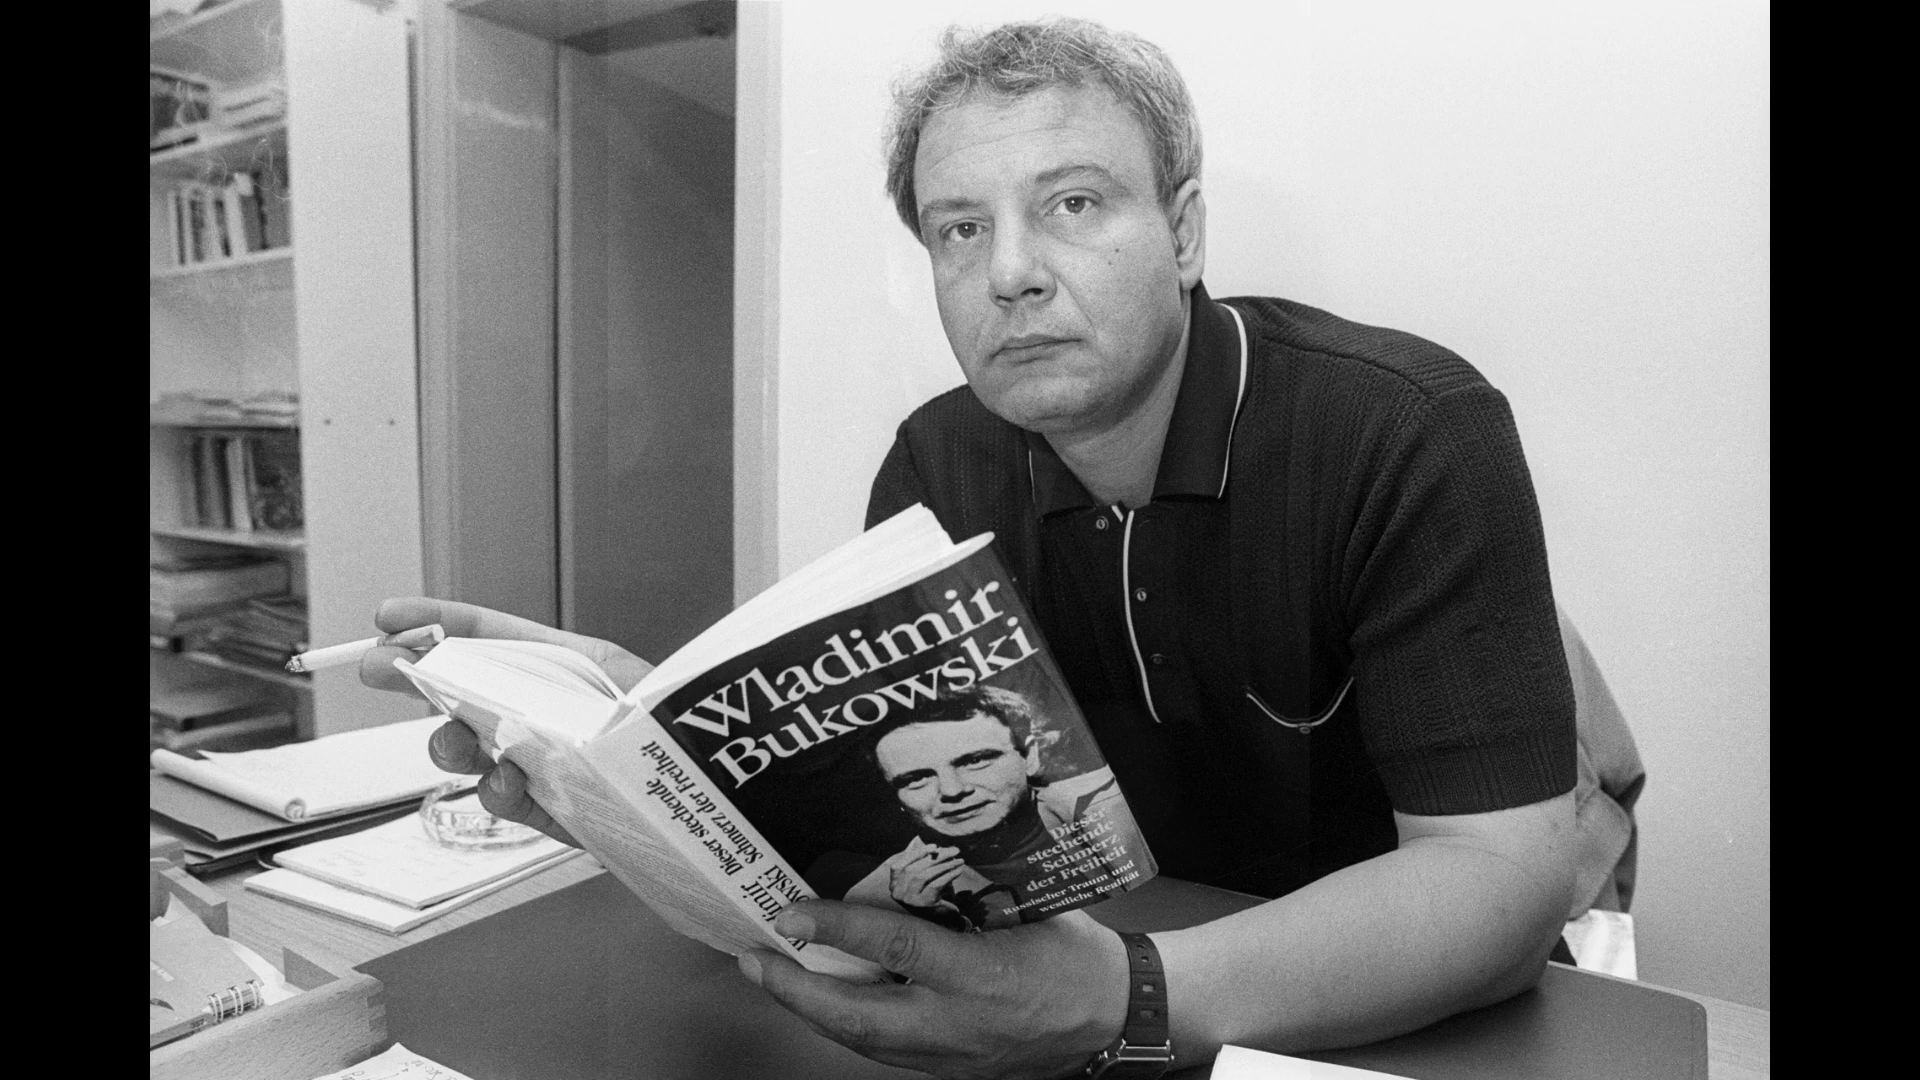 Wladimir
Bukowski
Dieser
stechende
Schmerz
der Freiheit
Russischer Traum und
westliche Realität
Dieser stechende
Schmerz der Freiheit